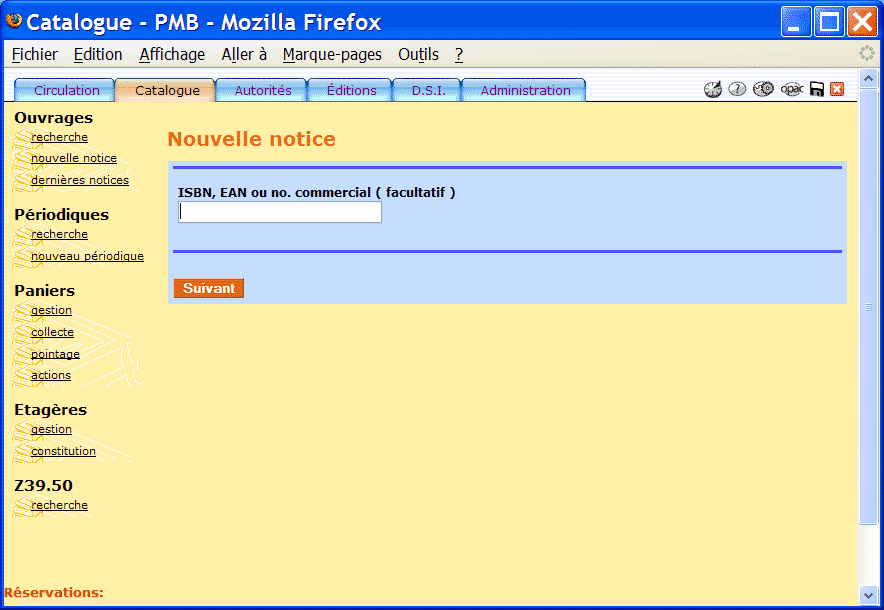 Catalogue - PMB - Mozilla Firefox
Fichier Edition Affichage Aller à Marque-pages Outils ?
Circulation Catalogue Autorités Éditions D.S.I. Administration opac
Ouvrages
recherche
nouvelle notice
dernières notices
Périodiques
recherche
nouveau périodique
Paniers
gestion
collecte
pointage
actions
Etagères
gestion
constitution
Z39.50
recherche
Réservations:
Nouvelle notice
ISBN, EAN ou no. commercial ( facultatif )
Suivant